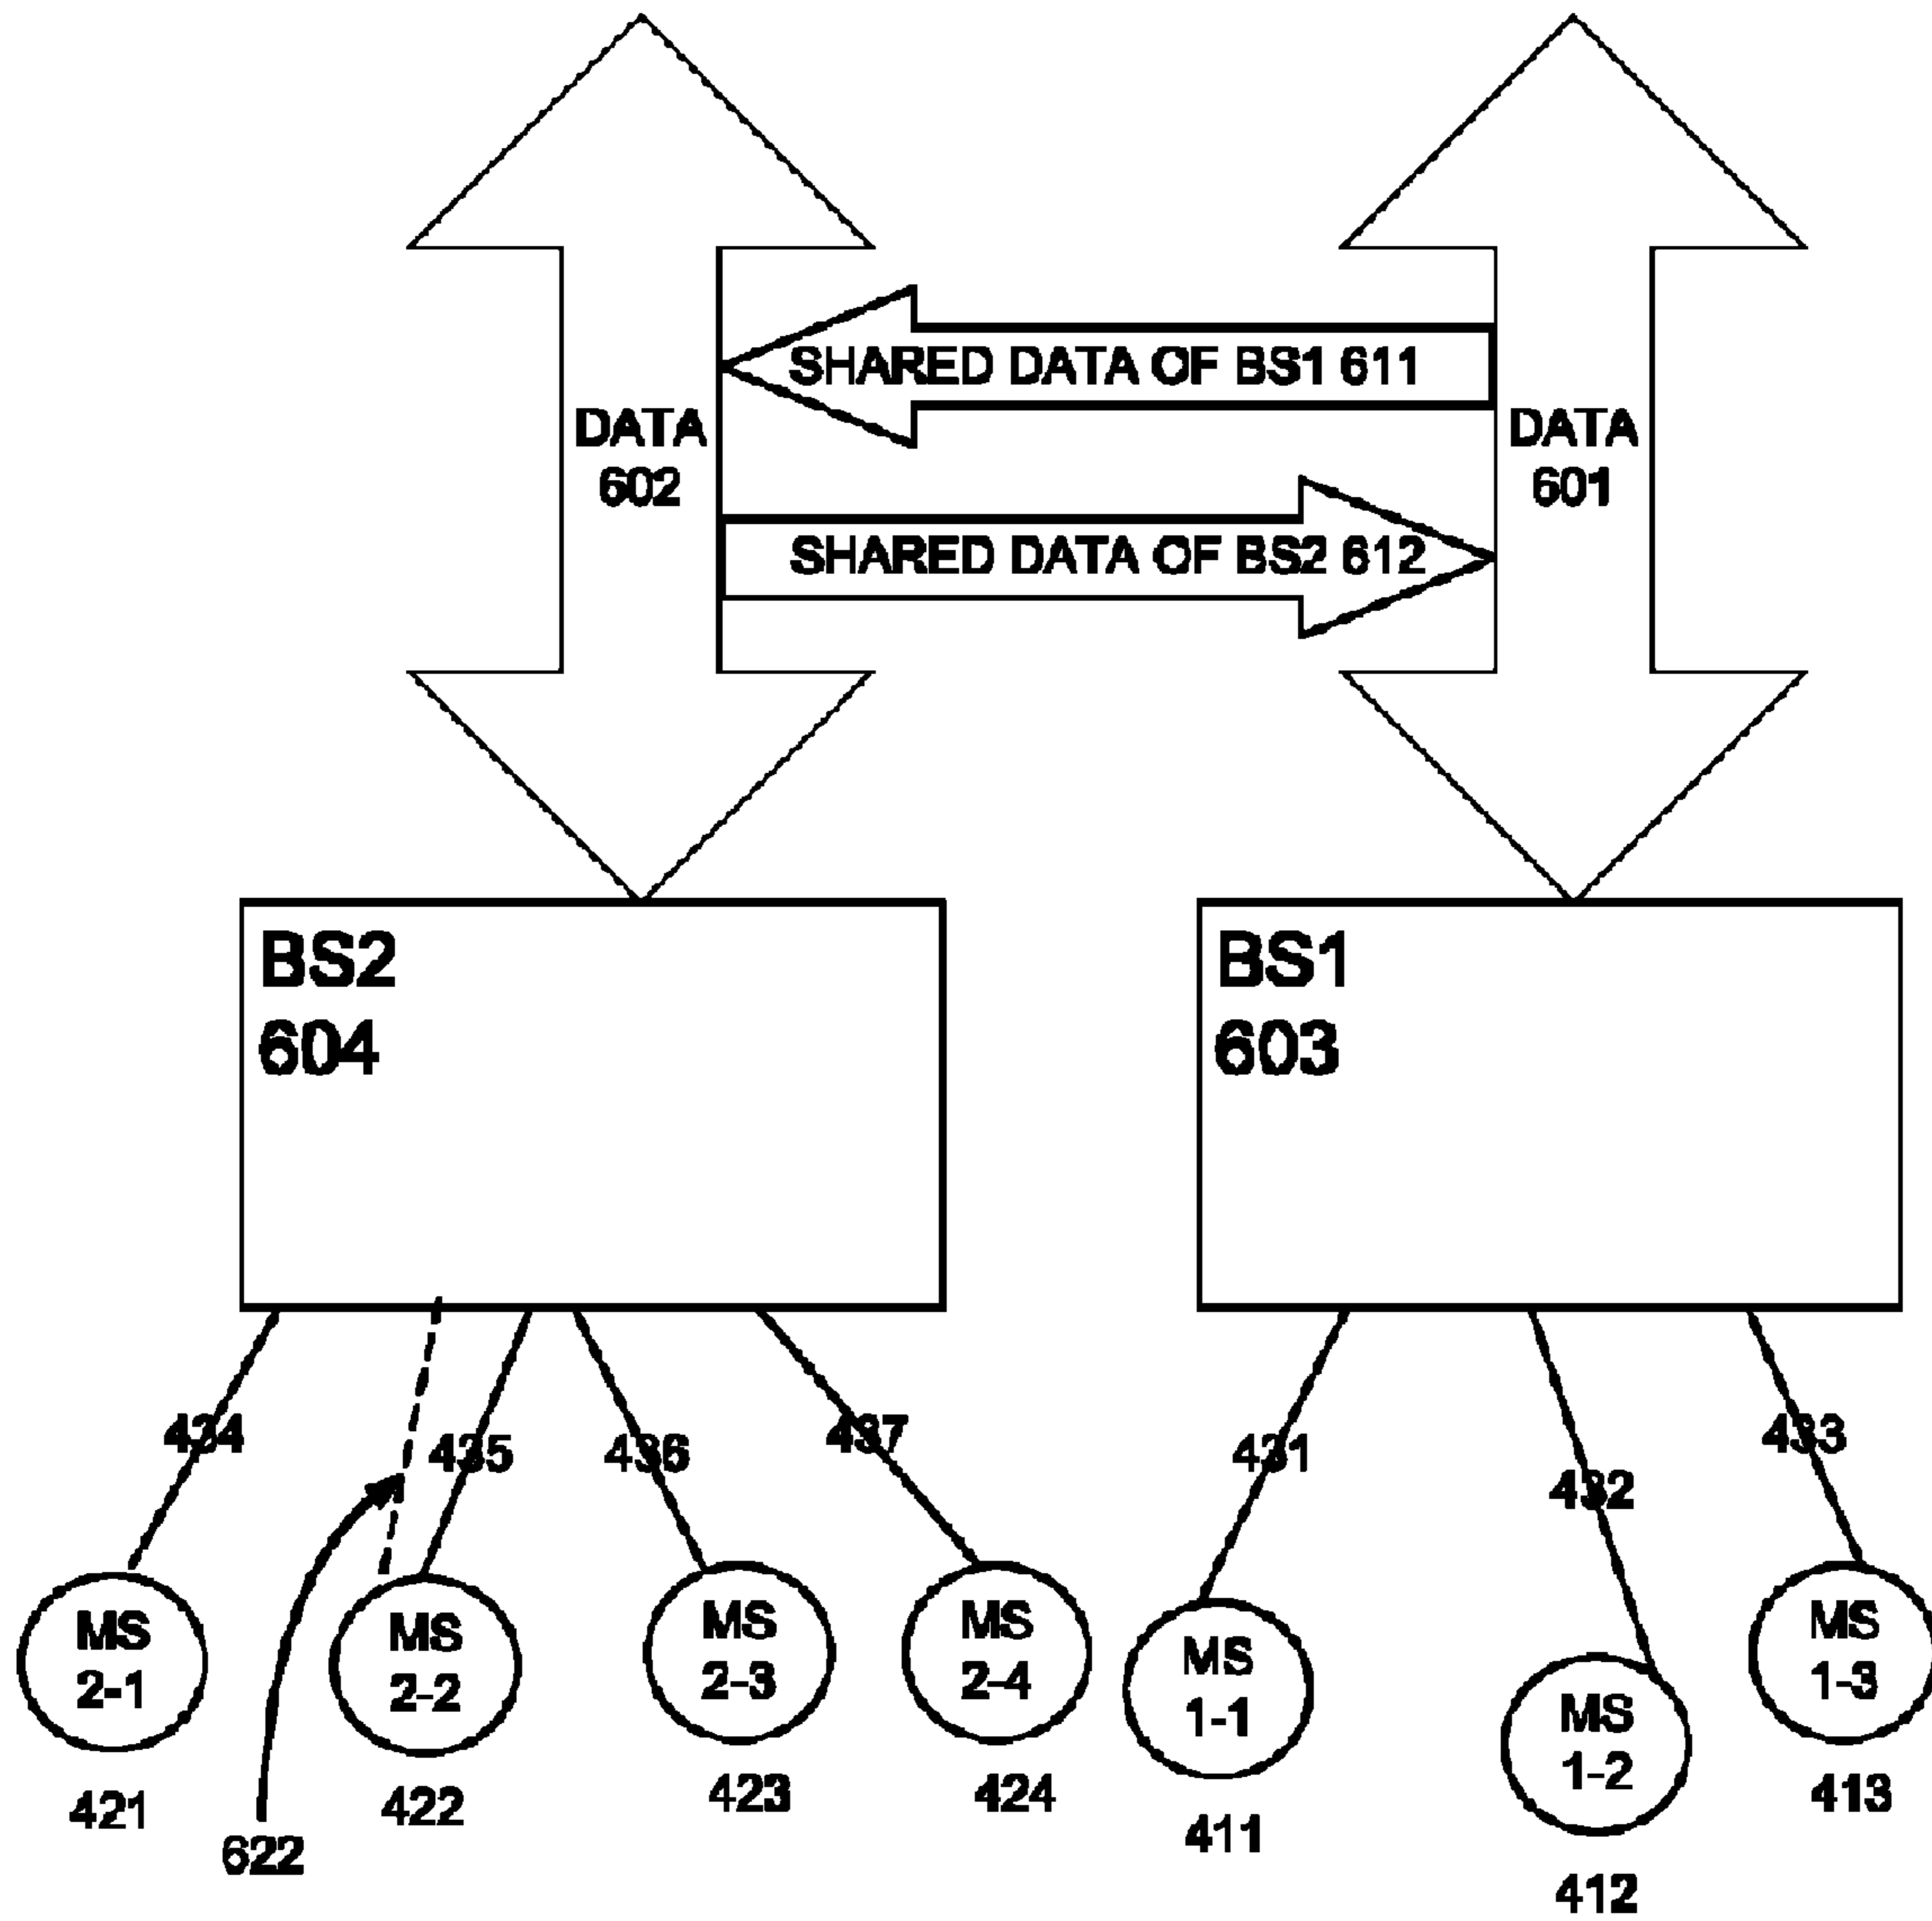 SHARED DATA OF BS1 611
DATA
602
DATA
601
SHARED DATA OF BS2 612
BS2
604
BS1
603
434
435
436
437
431
432
433
MS
2-1
MS
2-2
MS
2-3
MS
2-4
MS
1-1
MS
1-2
MS
1-3
421
622
422
423
424
411
412
413